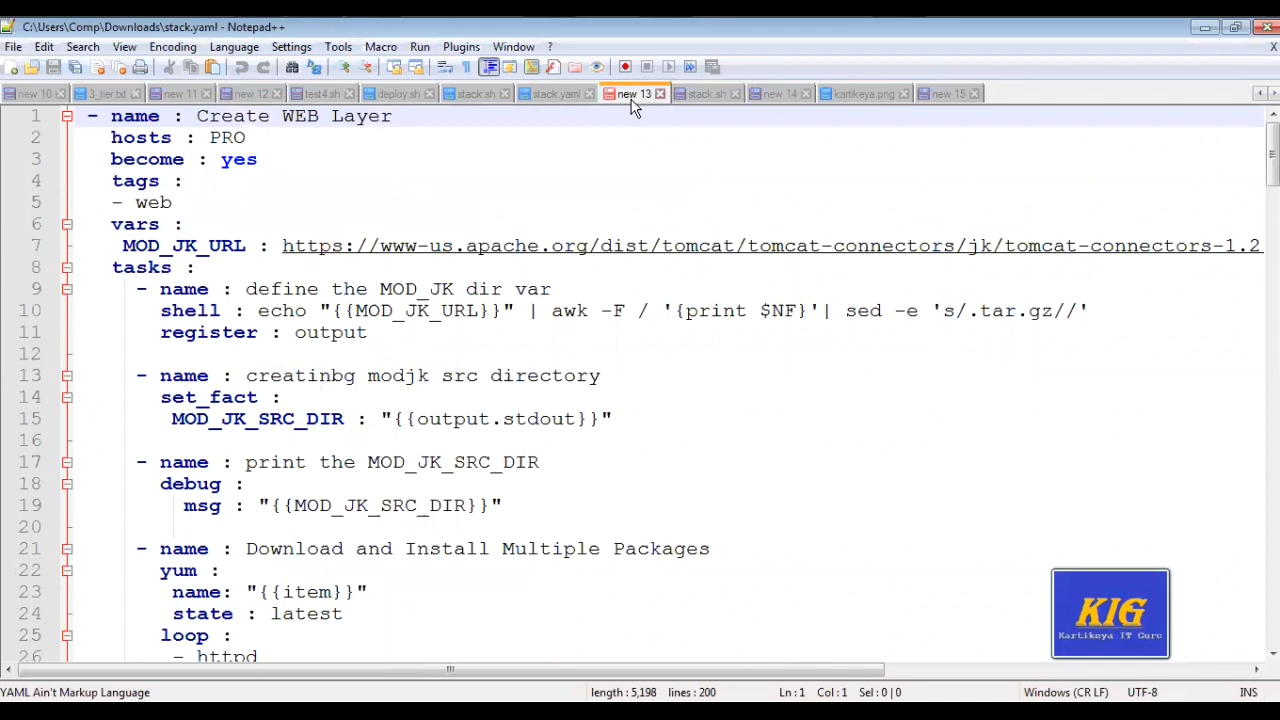 C:\Users\Comp\Downloads\stack.yaml - Notepad++
File Edit Search View Encoding Language Settings Tools Macro Run Plugins Window ? X
new 10 3_tier.bd new 11 new 12 test4.sh deploy.sh stack.sh stack.yaml new 13 stack.sh new 14 kartikeya.png new 15
1 - name : Create WEB Layer
2 hosts : PRO
3 become : yes
4 tags :
5 - web
6 vars :
7 MOD_JK_URL : https://www-us.apache.org/dist/tomcat/tomcat-connectors/jk/tomcat-connectors-1.2
8 tasks :
9 - name : define the MOD_JK dir var
10 shell : echo "{{MOD_JK_URL}}" | awk -F / '{print $NF}'| sed -e 's/.tar.gz//'
11 register : output
12
13 - name : creatinbg modjk src directory
14 set_fact :
15 MOD_JK_SRC_DIR : "{{output.stdout}}"
16
17 - name : print the MOD_JK_SRC_DIR
18 debug :
19 msg : "{{MOD_JK_SRC_DIR}}"
20
21 - name : Download and Install Multiple Packages
22 yum :
23 name: "{{item}}"
24 state : latest
25 loop :
26 - httpd
KIG
Kartikeya IT Guru
YAML Ain't Markup Language length : 5,198 lines : 200 Ln : 1 Col : 1 Sel : 0 | 0 Windows (CR LF) UTF-8 INS